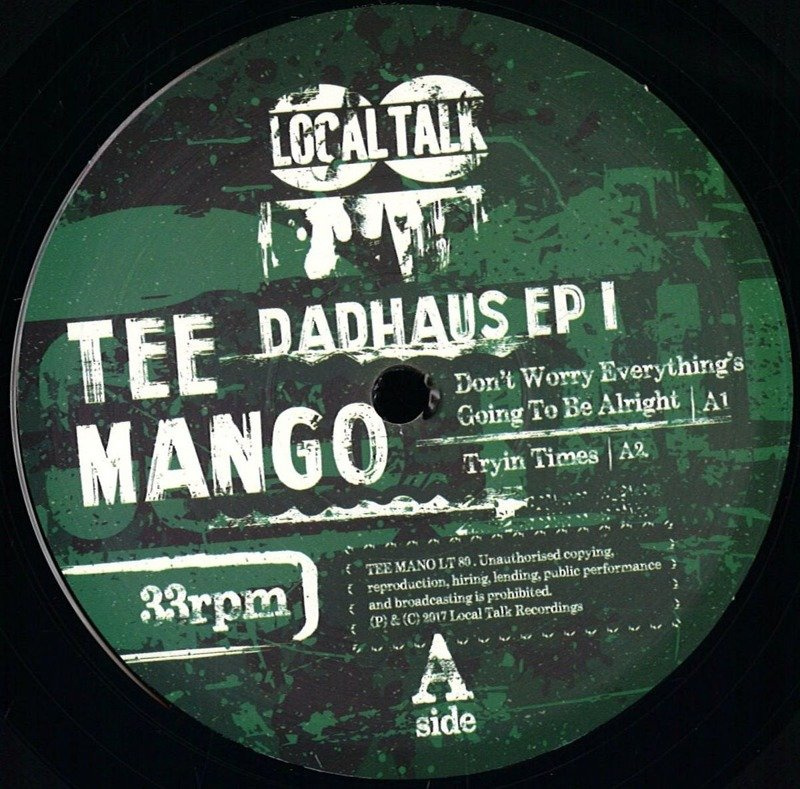 LOCAL TALK
DADHAUS EP I
TEE
MANGO
Don't Worry Everything's
Going To Be Alright | A1
Tryin Times | A2
33rpm
TEE MANO LT 80 . Unauthorised copying,
reproduction, hiring, lending, public performance
and broadcasting is prohibited.
(P) & (C) 2017 Local Talk Recordings
A
side